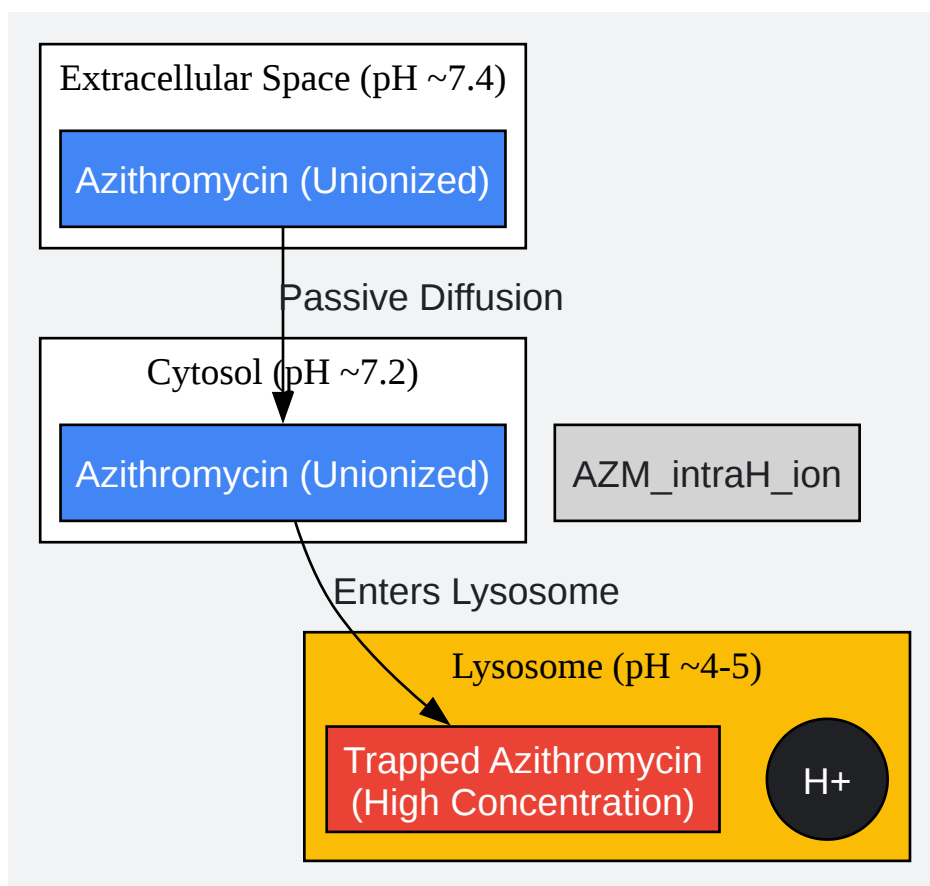 Extracellular Space (pH ~7.4)
Azithromycin (Unionized)
Passive Diffusion
Cytosol (pH ~7.2)
Azithromycin (Unionized)
AZM_intraH_ion
Enters Lysosome
Lysosome (pH ~4-5)
Trapped Azithromycin
(High Concentration)
H+